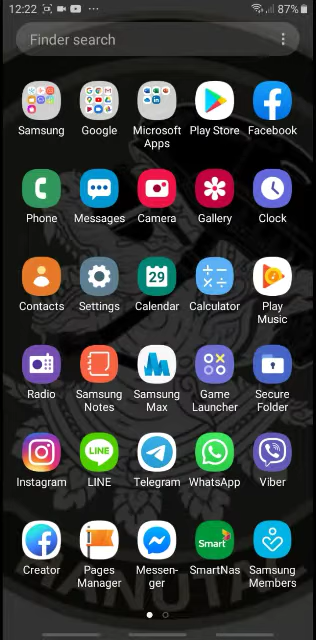 12:22 87%
Finder search
Samsung Google Microsoft Apps Play Store Facebook
Phone Messages Camera Gallery Clock
29
Contacts Settings Calendar Calculator Play Music
Radio Samsung Notes Samsung Max Game Launcher Secure Folder
LINE
Instagram LINE Telegram WhatsApp Viber
Smart
Creator Pages Manager Messen-ger SmartNas Samsung Members